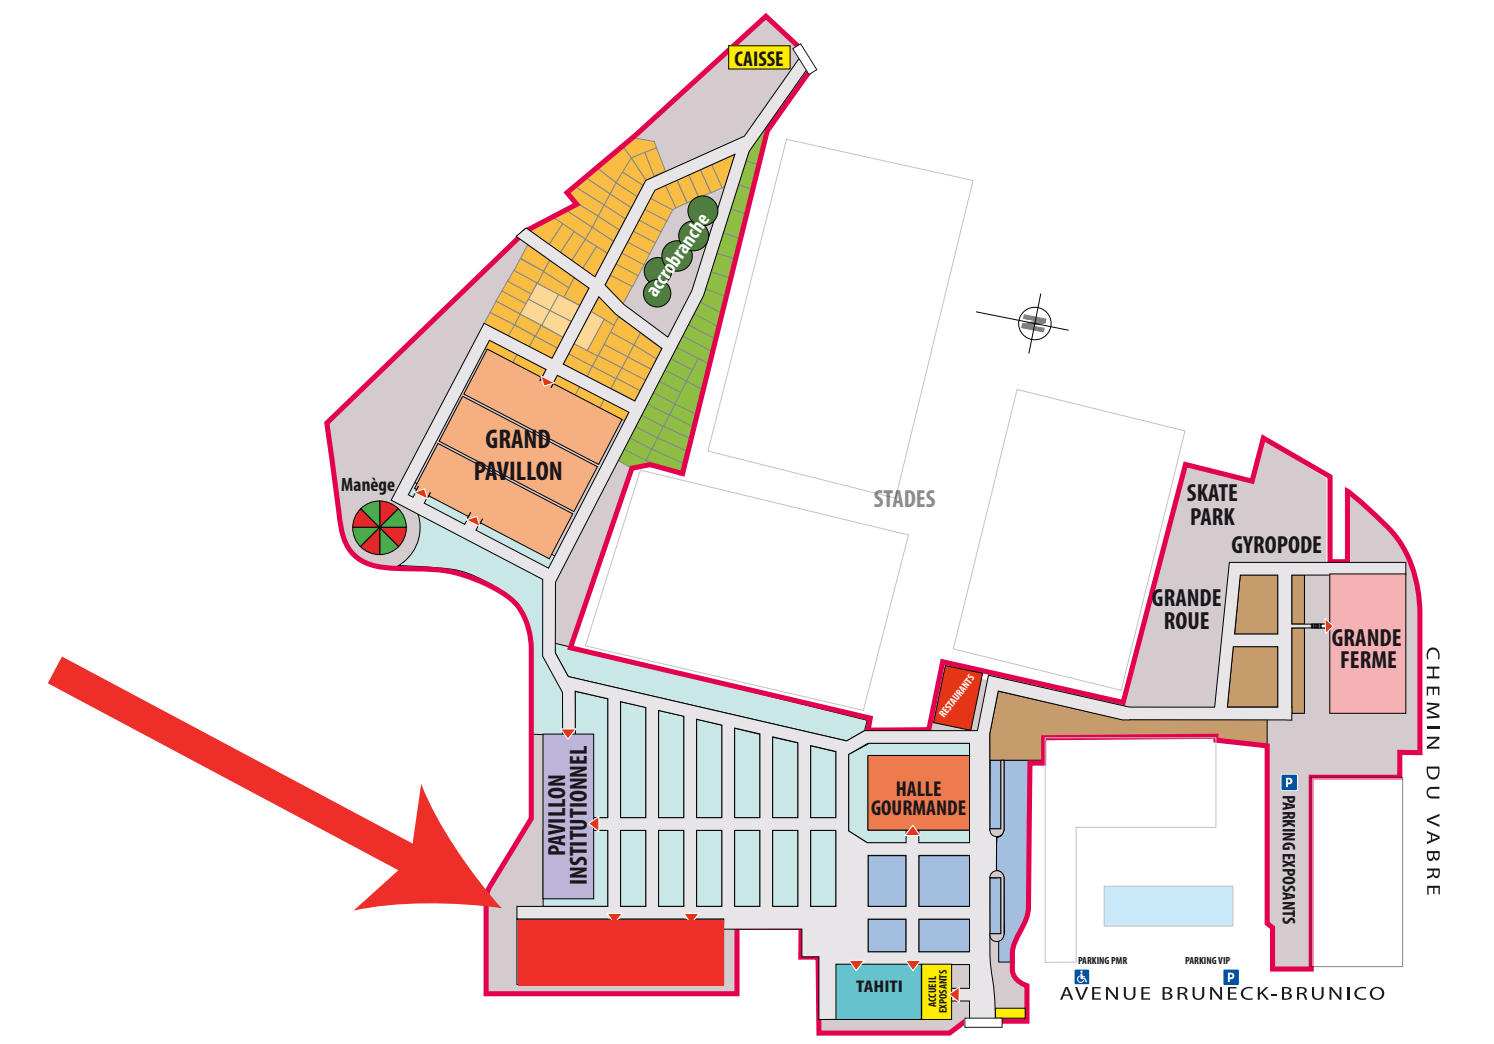 CAISSE
accrobranche
GRAND
PAVILLON
Manège
STADES
SKATE
PARK
GYROPODE
GRANDE
ROUE
GRANDE
FERME
CHEMIN DU VABRE
RESTAURANTS
PAVILLON
INSTITUTIONNEL
HALLE
GOURMANDE
P PARKING EXPOSANTS
TAHITI
ACCUEIL
EXPOSANTS
PARKING PMR
PARKING VIP
P
AVENUE BRUNECK-BRUNICO